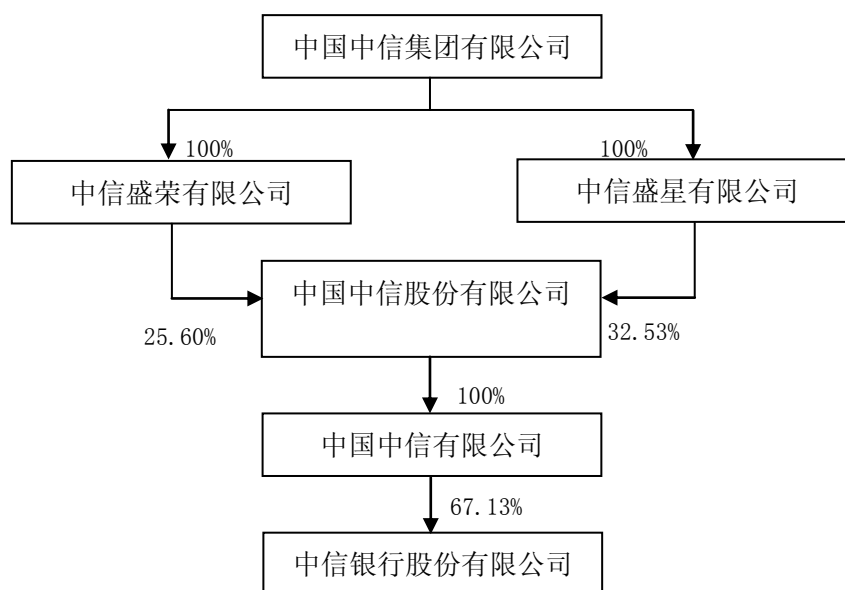 中国中信集团有限公司
100%
100%
中信盛荣有限公司
中信盛星有限公司
中国中信股份有限公司
25.60%
32.53%
100%
中国中信有限公司
67.13%
中信银行股份有限公司